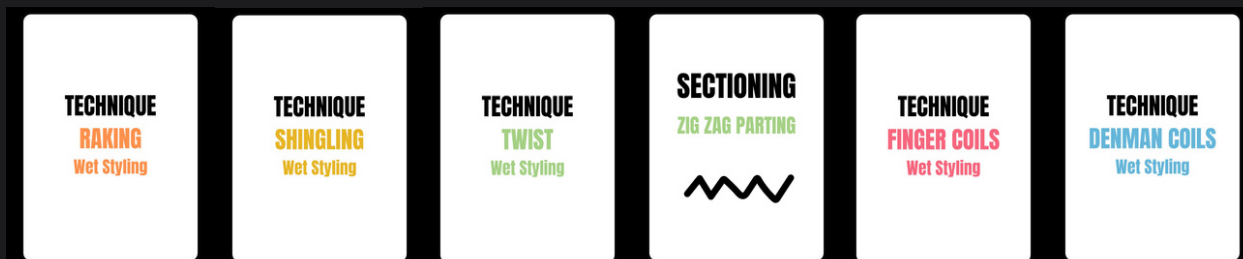 TECHNIQUE
RAKING
Wet Styling
TECHNIQUE
SHINGLING
Wet Styling
TECHNIQUE
TWIST
Wet Styling
SECTIONING
ZIG ZAG PARTING
TECHNIQUE
FINGER COILS
Wet Styling
TECHNIQUE
DENMAN COILS
Wet Styling